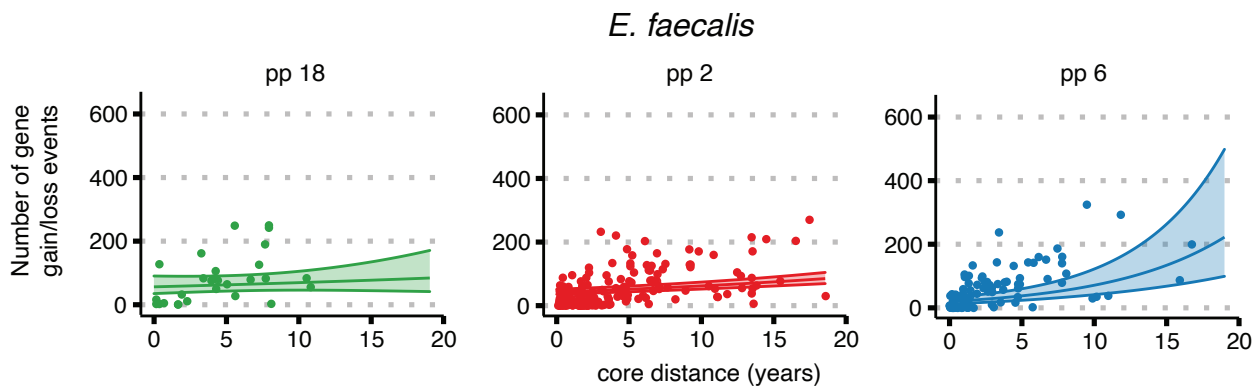 E. faecalis
pp 18
pp 2
pp 6
Number of gene
gain/loss events
600
400
200
0
600
400
200
0
600
400
200
0
0 5 10 15 20
0 5 10 15 20
0 5 10 15 20
core distance (years)